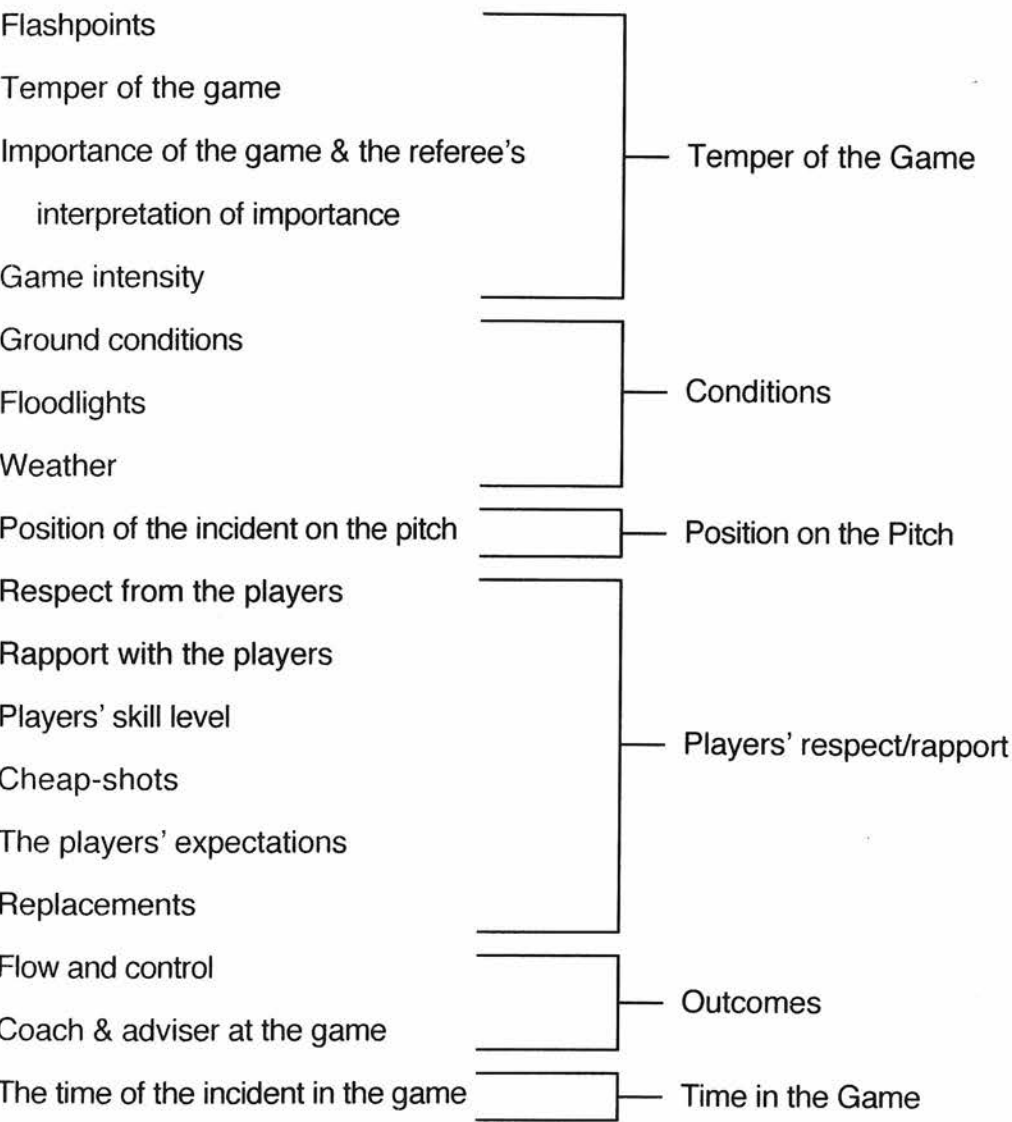 Flashpoints
Temper of the game
Importance of the game & the referee's
interpretation of importance
Temper of the Game
Game intensity
Ground conditions
Floodlights
Conditions
Weather
Position of the incident on the pitch
Position on the Pitch
Respect from the players
Rapport with the players
Players' skill level
Players' respect/rapport
Cheap-shots
The players' expectations
Replacements
Flow and control
Outcomes
Coach & adviser at the game
The time of the incident in the game
Time in the Game